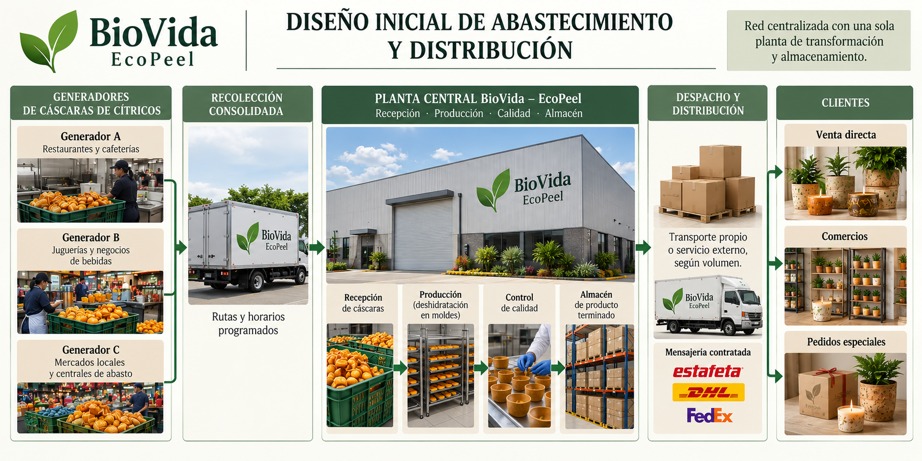 BioVida
EcoPeel
DISEÑO INICIAL DE ABASTECIMIENTO
Y DISTRIBUCIÓN
Red centralizada con una sola
planta de transformación
y almacenamiento.
GENERADORES
DE CÁSCARAS DE CÍTRICOS
Generador A
Restaurantes y cafeterías
Generador B
Juguerías y negocios
de bebidas
Generador C
Mercados locales
y centrales de abasto
RECOLECCIÓN
CONSOLIDADA
BioVida
EcoPeel
Rutas y horarios
programados
PLANTA CENTRAL BioVida – EcoPeel
Recepción · Producción · Calidad · Almacén
BioVida
EcoPeel
Recepción
de cáscaras
Producción
(deshidratación
en moldes)
Control
de calidad
Almacén
de producto
terminado
DESPACHO Y
DISTRIBUCIÓN
Transporte propio
o servicio externo,
según volumen.
BioVida
EcoPeel
Mensajería contratada
estafeta
DHL
FedEx
CLIENTES
Venta directa
Comercios
Pedidos especiales